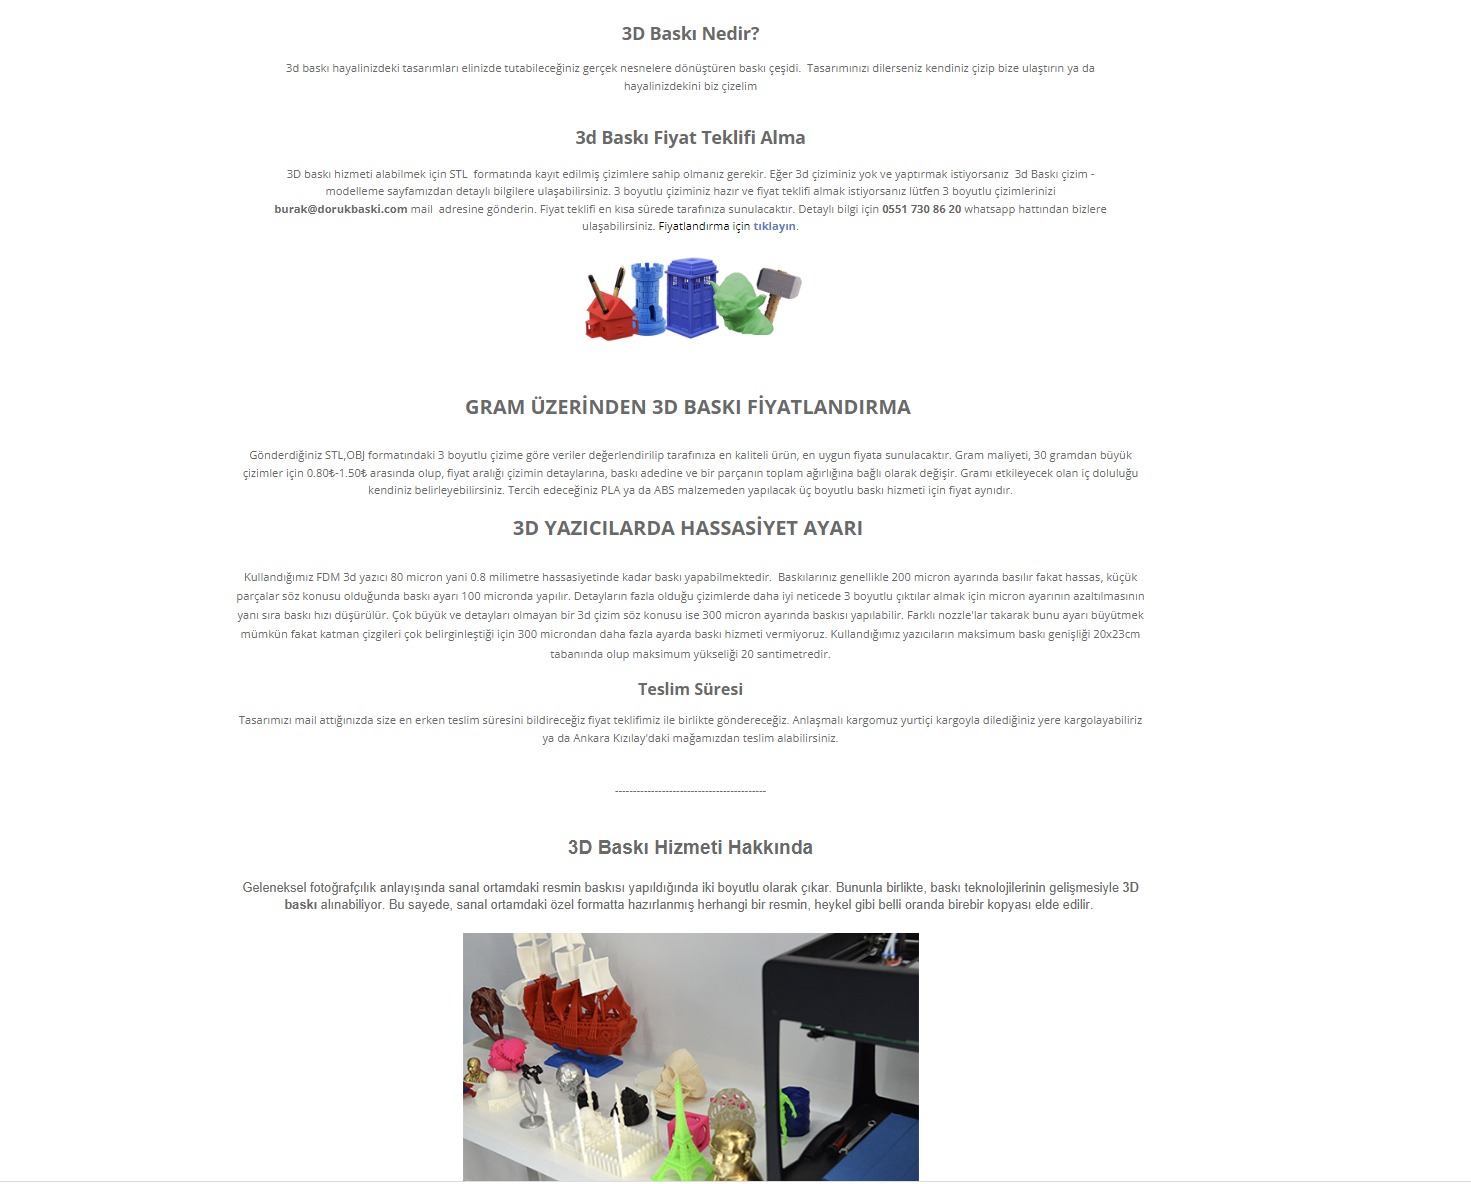 3D Baskı Nedir?
3d baskı hayalinizdeki tasarımları elinizde tutabileceğiniz gerçek nesnelere dönüştüren baskı çeşidi.  Tasarımınızı dilerseniz kendiniz çizip bize ulaştırın ya da
hayalinizdekini biz çizelim
3d Baskı Fiyat Teklifi Alma
3D baskı hizmeti alabilmek için STL  formatında kayıt edilmiş çizimlere sahip olmanız gerekir. Eğer 3d çiziminiz yok ve yaptırmak istiyorsanız  3d Baskı çizim -
modelleme sayfamızdan detaylı bilgilere ulaşabilirsiniz. 3 boyutlu çiziminiz hazır ve fiyat teklifi almak istiyorsanız lütfen 3 boyutlu çizimlerinizi
burak@dorukbaski.com mail  adresine gönderin. Fiyat teklifi en kısa sürede tarafınıza sunulacaktır. Detaylı bilgi için 0551 730 86 20 whatsapp hattından bizlere
ulaşabilirsiniz. Fiyatlandırma için tıklayın.
GRAM ÜZERİNDEN 3D BASKI FİYATLANDIRMA
Gönderdiğiniz STL,OBJ formatındaki 3 boyutlu çizime göre veriler değerlendirilip tarafınıza en kaliteli ürün, en uygun fiyata sunulacaktır. Gram maliyeti, 30 gramdan büyük
çizimler için 0.80₺-1.50₺ arasında olup, fiyat aralığı çizimin detaylarına, baskı adedine ve bir parçanın toplam ağırlığına bağlı olarak değişir. Gramı etkileyecek olan iç doluluğu
kendiniz belirleyebilirsiniz. Tercih edeceğiniz PLA ya da ABS malzemeden yapılacak üç boyutlu baskı hizmeti için fiyat aynıdır.
3D YAZICILARDA HASSASİYET AYARI
Kullandığımız FDM 3d yazıcı 80 micron yani 0.8 milimetre hassasiyetinde kadar baskı yapabilmektedir.  Baskılarınız genellikle 200 micron ayarında basılır fakat hassas, küçük
parçalar söz konusu olduğunda baskı ayarı 100 micronda yapılır. Detayların fazla olduğu çizimlerde daha iyi neticede 3 boyutlu çıktılar almak için micron ayarının azaltılmasının
yanı sıra baskı hızı düşürülür. Çok büyük ve detayları olmayan bir 3d çizim söz konusu ise 300 micron ayarında baskısı yapılabilir. Farklı nozzle'lar takarak bunu ayarı büyütmek
mümkün fakat katman çizgileri çok belirginleştiği için 300 microndan daha fazla ayarda baskı hizmeti vermiyoruz. Kullandığımız yazıcıların maksimum baskı genişliği 20x23cm
tabanında olup maksimum yükseliği 20 santimetredir.
Teslim Süresi
Tasarımızı mail attığınızda size en erken teslim süresini bildireceğiz fiyat teklifimiz ile birlikte göndereceğiz. Anlaşmalı kargomuz yurtiçi kargoyla dilediğiniz yere kargolayabiliriz
ya da Ankara Kızılay'daki mağamızdan teslim alabilirsiniz.
------------------------------------------
3D Baskı Hizmeti Hakkında
Geleneksel fotoğrafçılık anlayışında sanal ortamdaki resmin baskısı yapıldığında iki boyutlu olarak çıkar. Bununla birlikte, baskı teknolojilerinin gelişmesiyle 3D
baskı alınabiliyor. Bu sayede, sanal ortamdaki özel formatta hazırlanmış herhangi bir resmin, heykel gibi belli oranda birebir kopyası elde edilir.